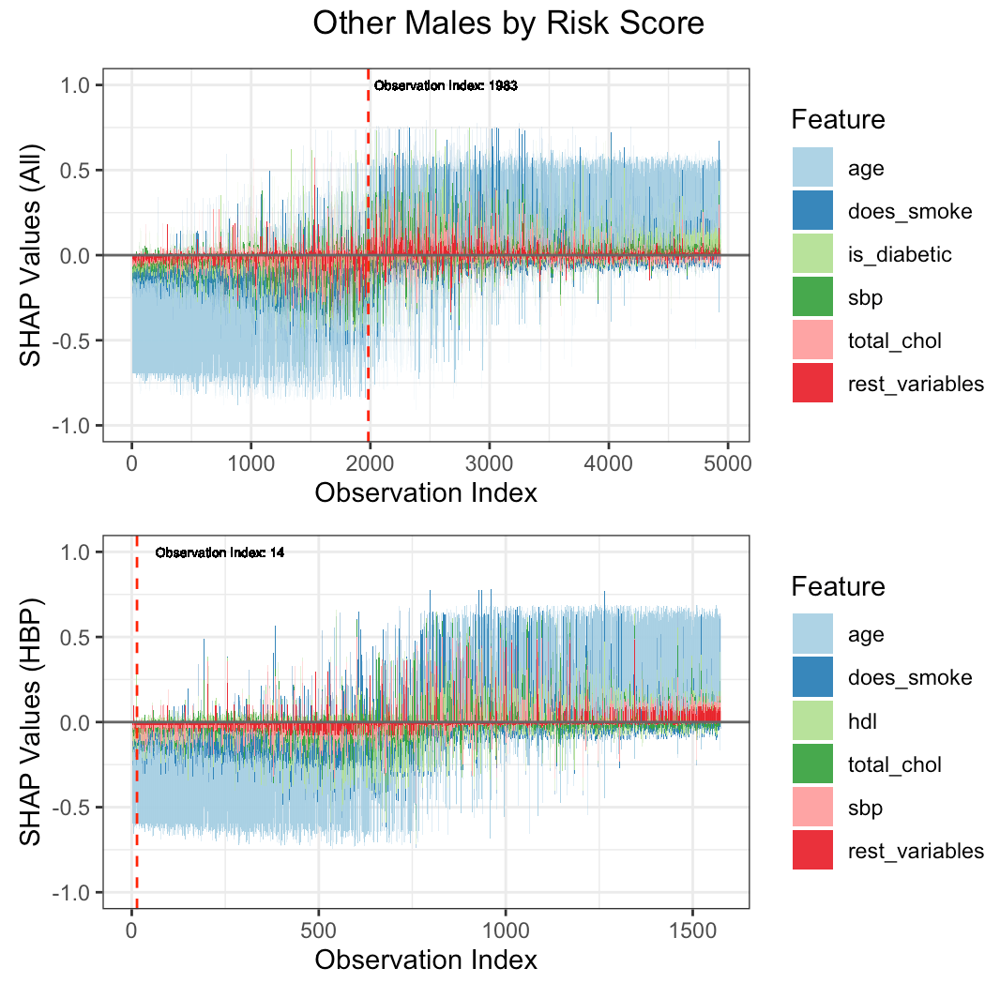 Other Males by Risk Score
SHAP Values (All)
1.0
0.5
0.0
-0.5
-1.0
Observation Index: 1983
0 1000 2000 3000 4000 5000
Observation Index
Feature
age
does_smoke
is_diabetic
sbp
total_chol
rest_variables
SHAP Values (HBP)
1.0
0.5
0.0
-0.5
-1.0
Observation Index: 14
0 500 1000 1500
Observation Index
Feature
age
does_smoke
hdl
total_chol
sbp
rest_variables